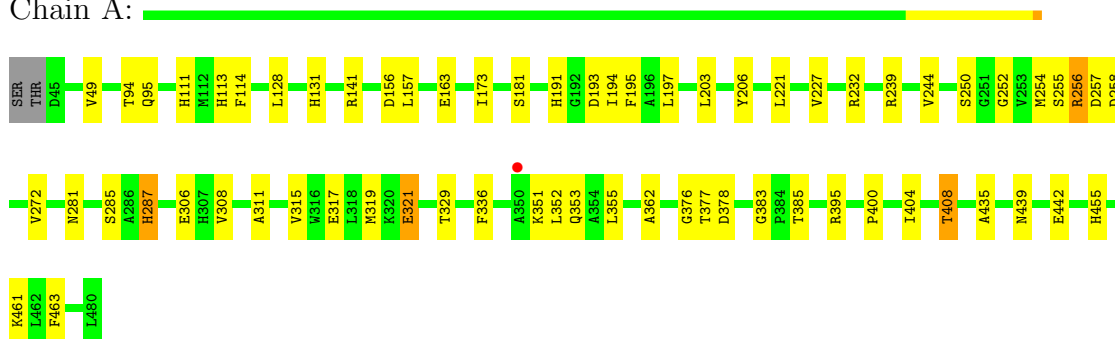 Chain A:
SER THR D45 V49 T94 Q95 H111 M112 H113 F114 L128 H131 R141 D156 L157 E163 I173 S181 H191 G192 D193 I194 F195 A196 L197 L203 Y206 L221 V227 R232 R239 V244 S250 G251 G252 V253 M254 S255 R256 D257
V272 N281 S285 A286 H287 E306 H307 V308 A311 V315 W316 E317 L318 M319 K320 E321 T329 F336 A350 K351 L352 Q353 A354 L355 A362 G376 T377 D378 G383 P384 T385 R395 P400 I404 T408 A435 N439 E442 H455
K461 L462 F463 L480